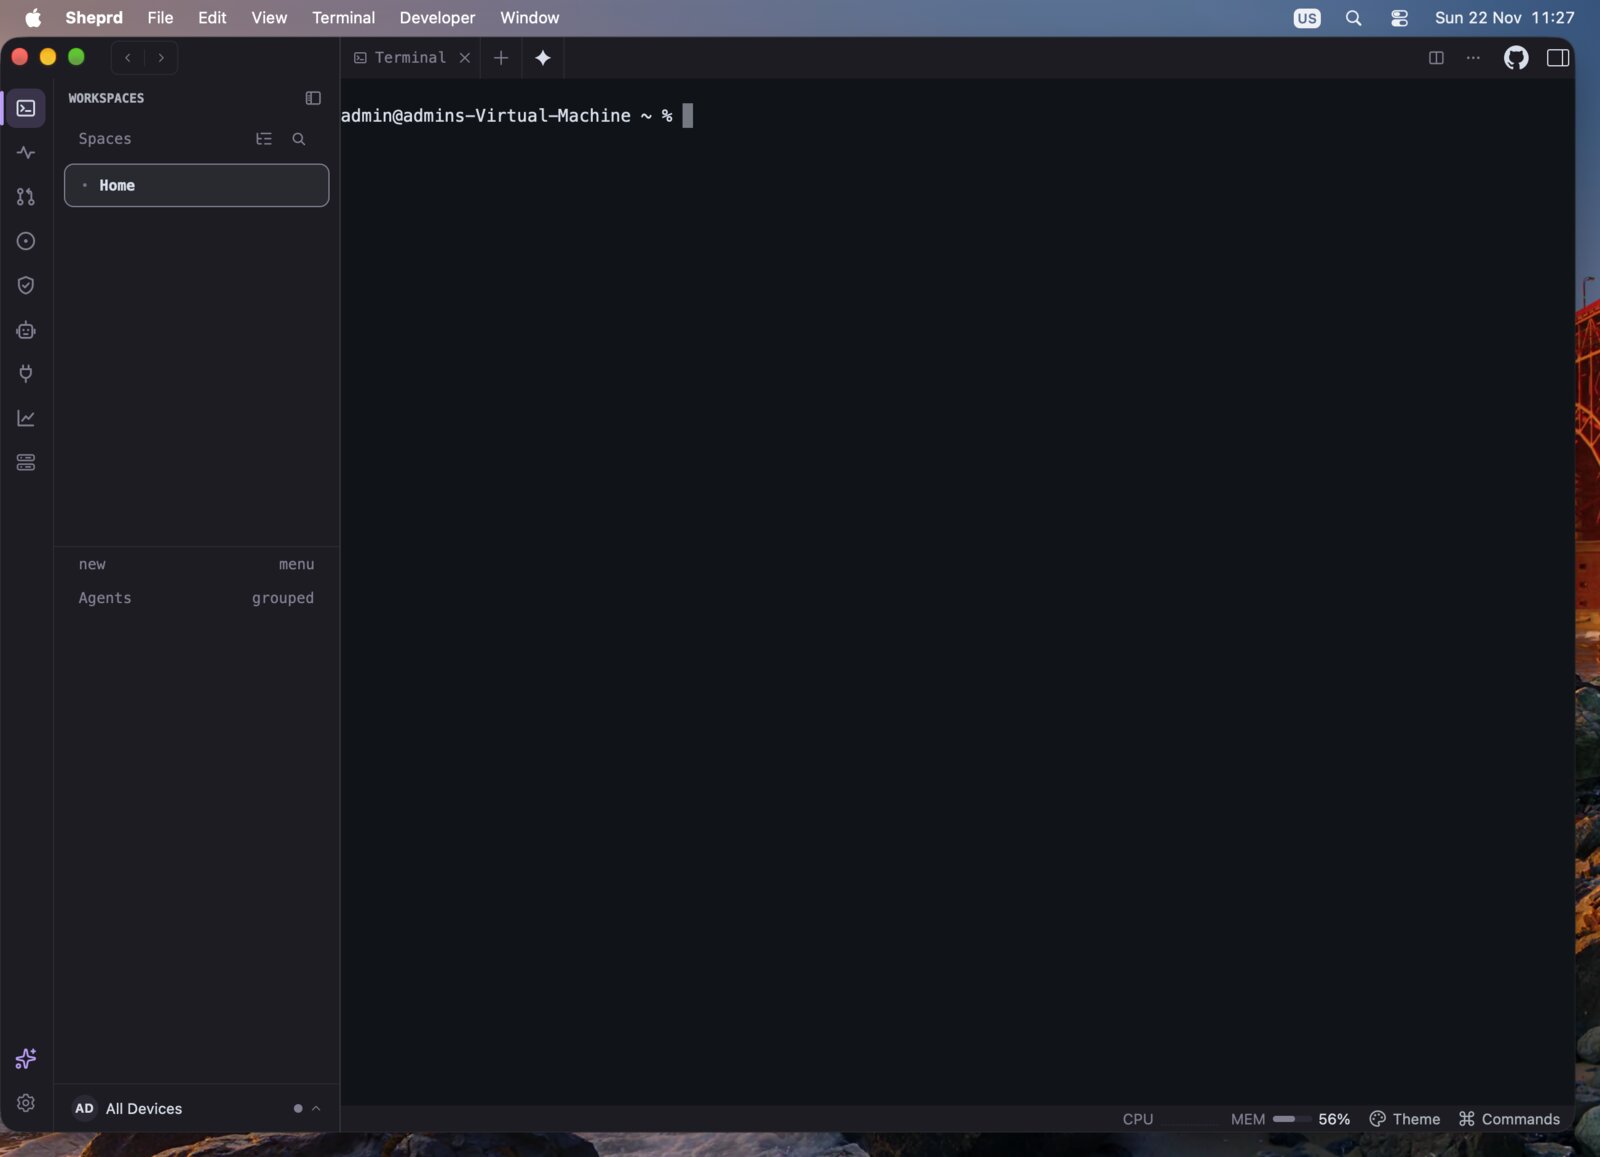 Sheprd File Edit View Terminal Developer Window US Sun 22 Nov 11:27
Terminal
WORKSPACES
admin@admins-Virtual-Machine ~ %
Spaces
Home
new menu
Agents grouped
AD All Devices
CPU MEM 56% Theme Commands